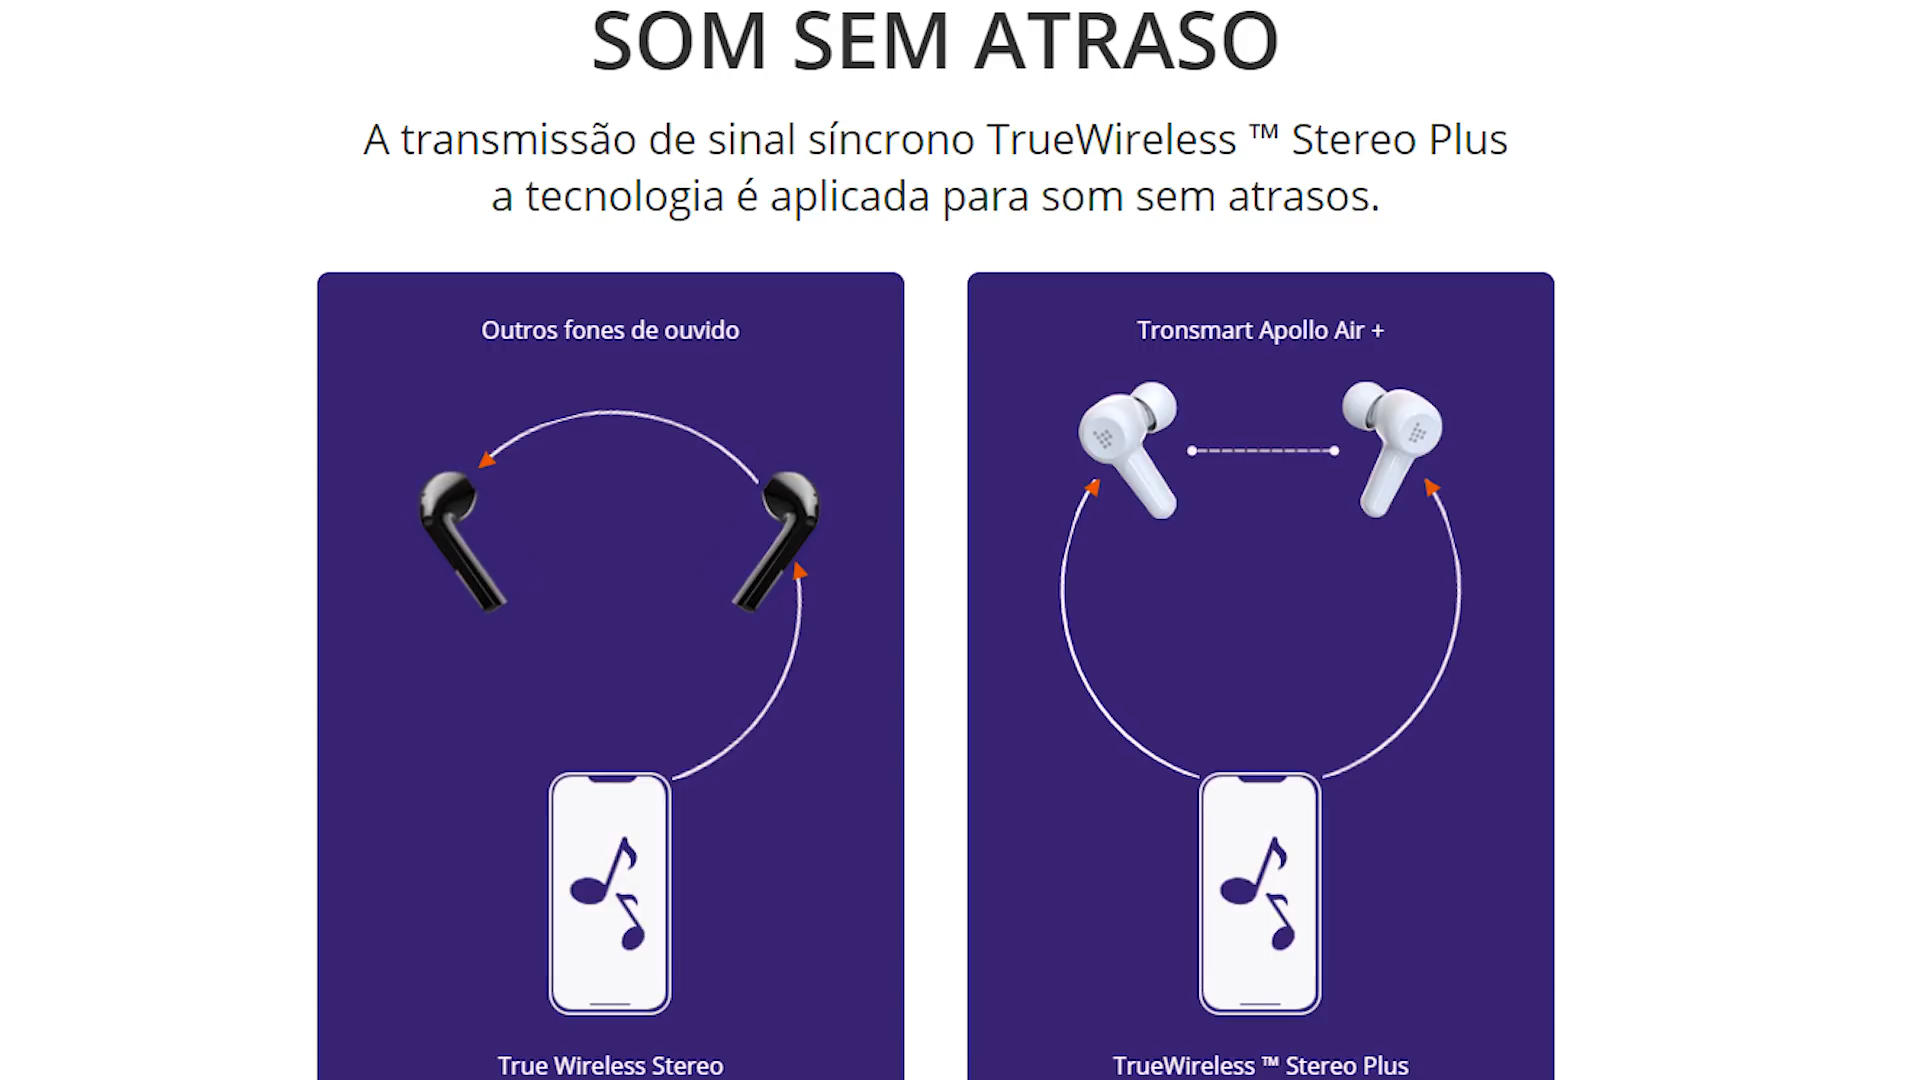 SOM SEM ATRASO
A transmissão de sinal síncrono TrueWireless ™ Stereo Plus
a tecnologia é aplicada para som sem atrasos.
Outros fones de ouvido
Tronsmart Apollo Air +
True Wireless Stereo
TrueWireless ™ Stereo Plus